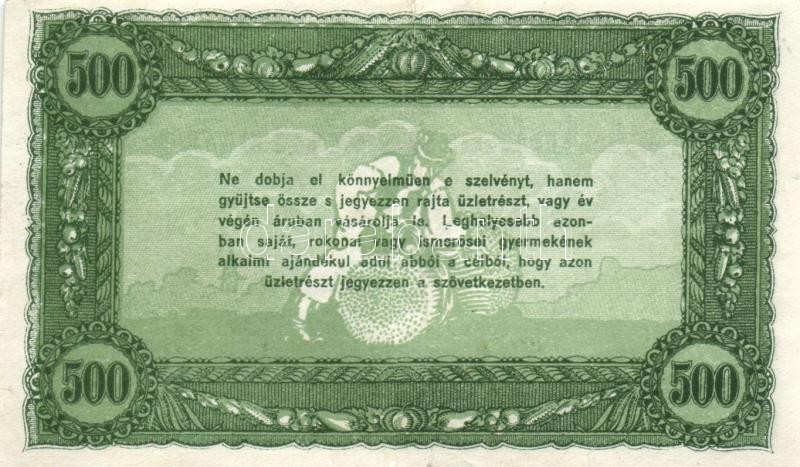 500 500
Ne dobja el könnyelmüen e szelvényt, hanem
gyüjtse össze s jegyezzen rajta üzletrészt, vagy év
végén áruban vásárolja le. Leghelyesebb azon-
ban saját, rokonai vagy ismerősei gyermekének
alkalmi ajándékul adni abból a célból, hogy azon
üzletrészt jegyezzen a szövetkezetben.
500 500